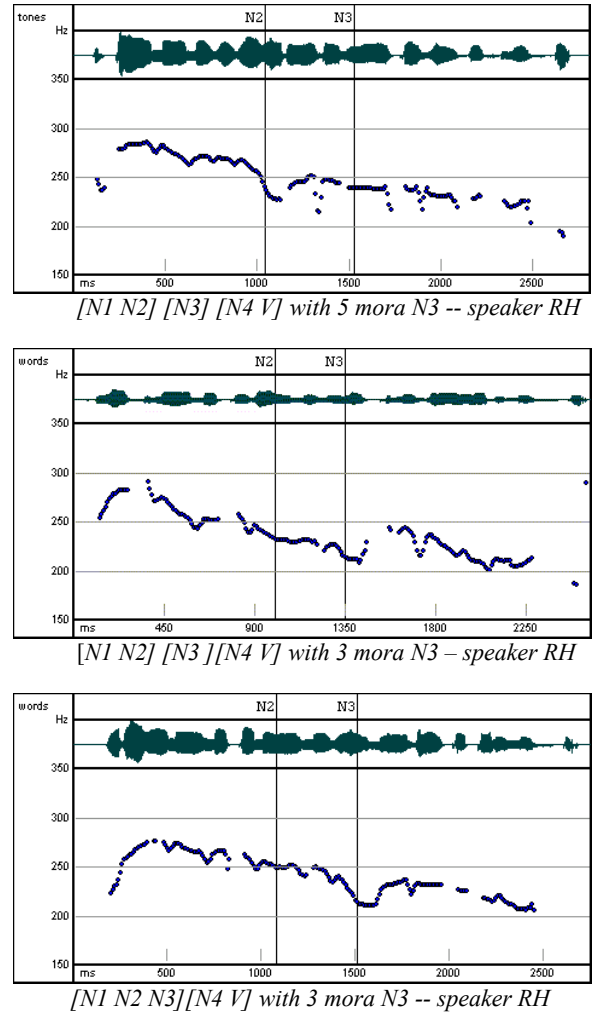 tones N2 N3
Hz
350
300
250
200
150
ms 500 1000 1500 2000 2500
[N1 N2] [N3] [N4 V] with 5 mora N3 -- speaker RH
words N2 N3
Hz
350
300
250
200
150
ms 450 900 1350 1800 2250
[N1 N2] [N3 ][N4 V] with 3 mora N3 – speaker RH
words N2 N3
Hz
350
300
250
200
150
ms 500 1000 1500 2000 2500
[N1 N2 N3][N4 V] with 3 mora N3 -- speaker RH